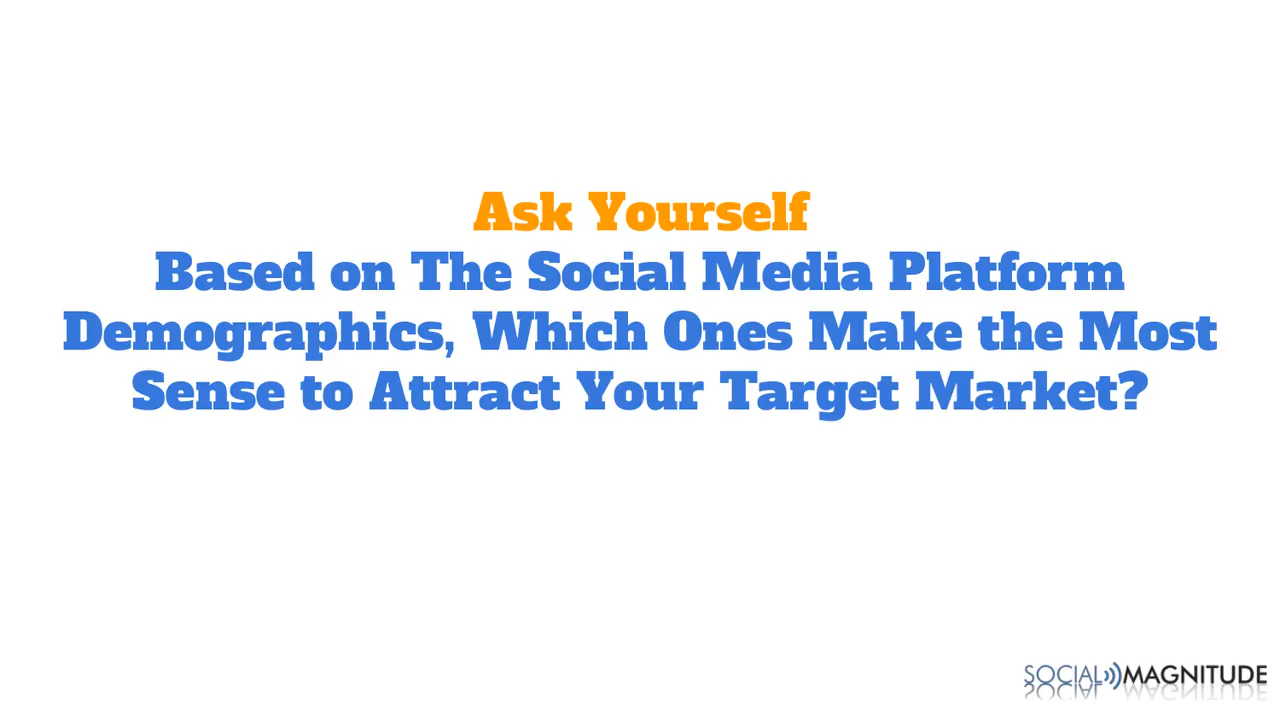 Ask Yourself
Based on The Social Media Platform
Demographics, Which Ones Make the Most
Sense to Attract Your Target Market?
SOCIAL MAGNITUDE